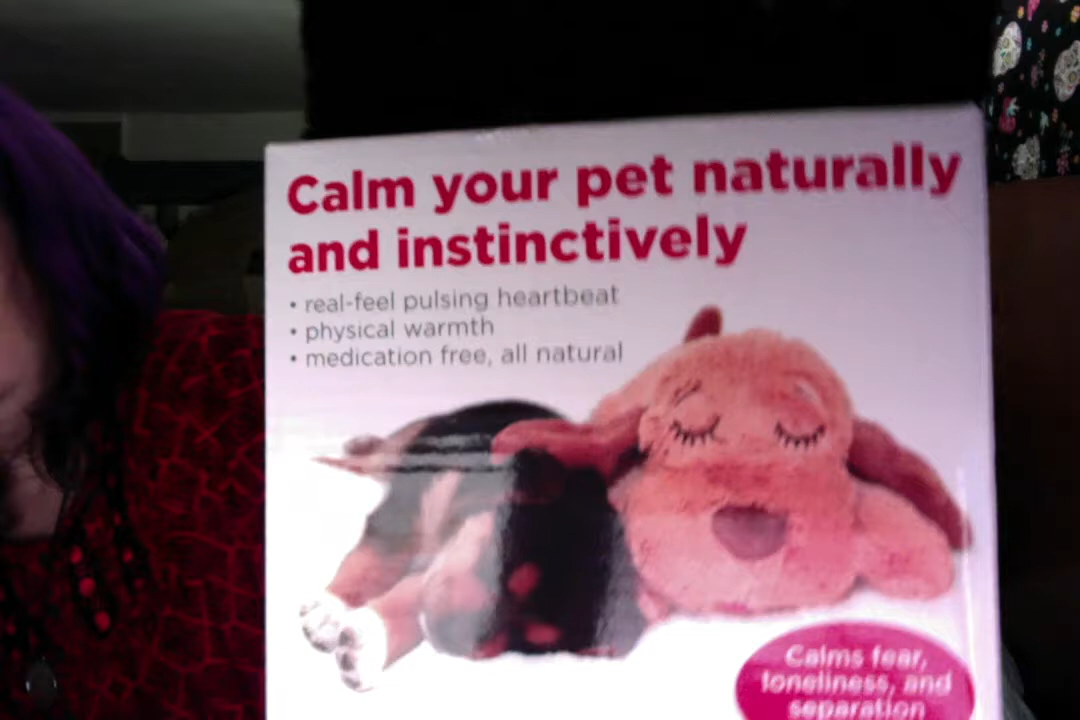 Calm your pet naturally
and instinctively
• real-feel pulsing heartbeat
• physical warmth
• medication free, all natural
Calms fear,
loneliness, and
separation